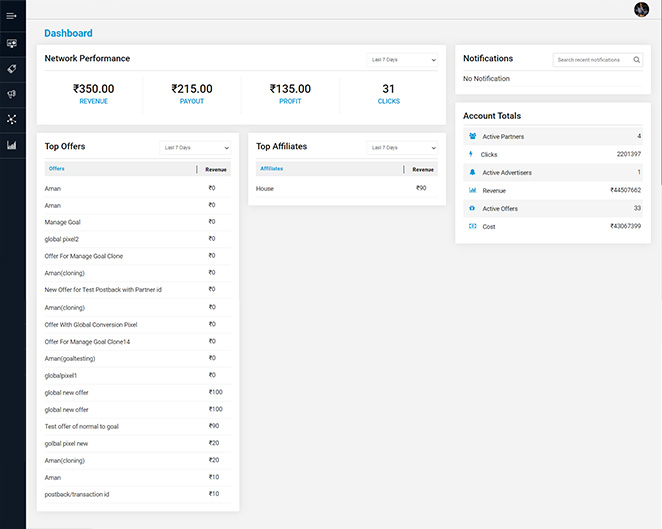 Dashboard
Network Performance
Last 7 Days
₹350.00
REVENUE
₹215.00
PAYOUT
₹135.00
PROFIT
31
CLICKS
Notifications
Search recent notifications
No Notification
Account Totals
Active Partners 4
Clicks 2201397
Active Advertisers 1
Revenue ₹44507662
Active Offers 33
Cost ₹43067399
Top Offers
Last 7 Days
Offers Revenue
Aman ₹0
Aman ₹0
Manage Goal ₹0
global pixel2 ₹0
Offer For Manage Goal Clone ₹0
Aman(cloning) ₹0
New Offer for Test Postback with Partner id ₹0
Aman(cloning) ₹0
Offer With Global Conversion Pixel ₹0
Offer For Manage Goal Clone14 ₹0
Aman(goaltesting) ₹0
globalpixel1 ₹0
global new offer ₹100
global new offer ₹100
Test offer of normal to goal ₹90
golbal pixel new ₹20
Aman(cloning) ₹20
Aman ₹10
postback/transaction id ₹10
Top Affiliates
Last 7 Days
Affiliates Revenue
House ₹90